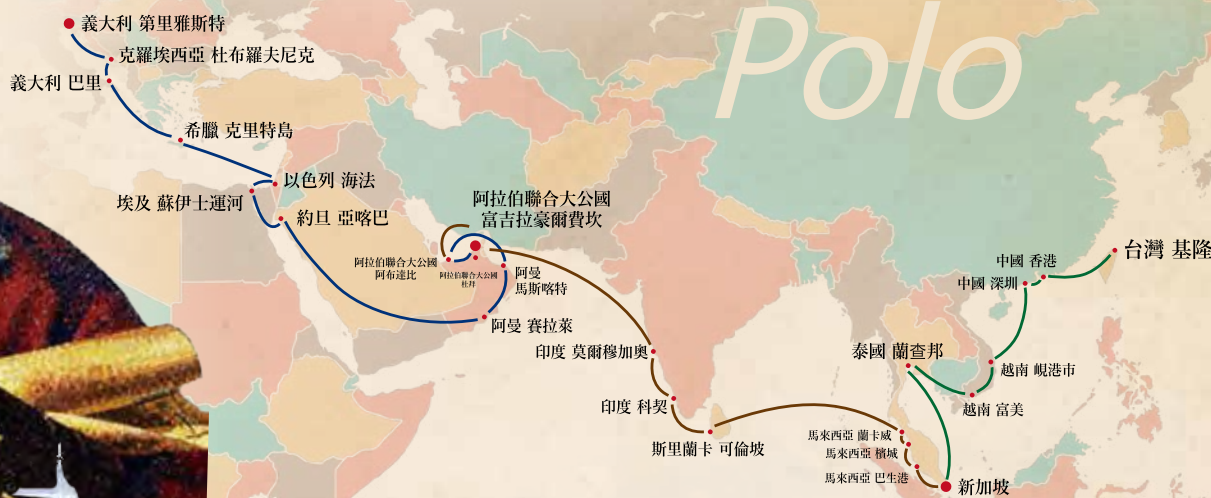 Polo
義大利 第里雅斯特
克羅埃西亞 杜布羅夫尼克
義大利 巴里
希臘 克里特島
以色列 海法
埃及 蘇伊士運河
約旦 亞喀巴
阿拉伯聯合大公國
富吉拉豪爾費坎
阿拉伯聯合大公國
阿布達比
阿拉伯聯合大公國
杜拜
阿曼
馬斯喀特
阿曼 賽拉萊
印度 莫爾穆加奧
印度 科契
斯里蘭卡 可倫坡
馬來西亞 蘭卡威
馬來西亞 檳城
馬來西亞 巴生港
新加坡
泰國 蘭查邦
越南 富美
越南 峴港市
中國 深圳
中國 香港
台灣 基隆